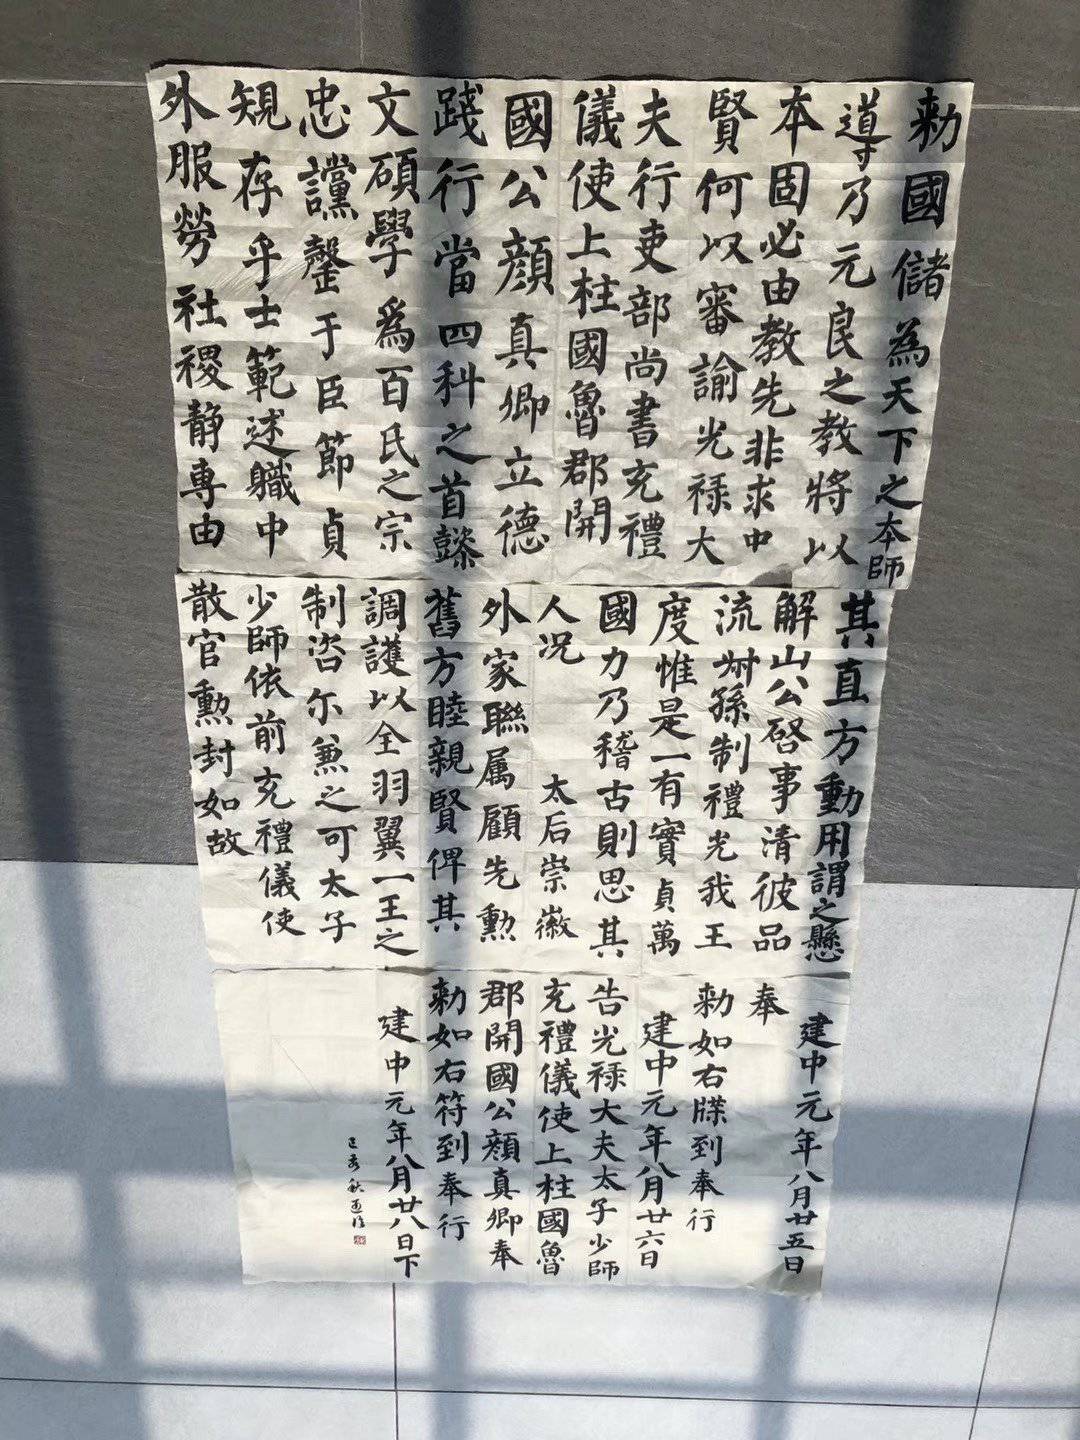 勅國儲為天下之本師
導乃元良之教將以
本固必由教先非求中
賢何以審諭光祿大
夫行吏部尚書充禮
儀使上柱國魯郡開
國公顏真卿立德
踐行當四科之首懿
文碩學為百氏之宗
忠讜罄于臣節貞
規存乎士範述職中
外服勞社稷靜專由
其直方動用謂之懸
解山公啓事清彼品
流叔孫制禮光我王
度惟是一有實貞萬
國力乃稽古則思其
人況 太后崇徽
外家聯属顧先勲
舊方睦親賢俾其
調護以全羽翼一王之
制咨尔兼之可太子
少師依前充禮儀使
散官勲封如故
建中元年八月廿五日
奉
勅如右牒到奉行
建中元年八月廿六日
告光祿大夫太子少師
充禮儀使上柱國魯
郡開國公顏真卿奉
勅如右符到奉行
建中元年八月廿八日下